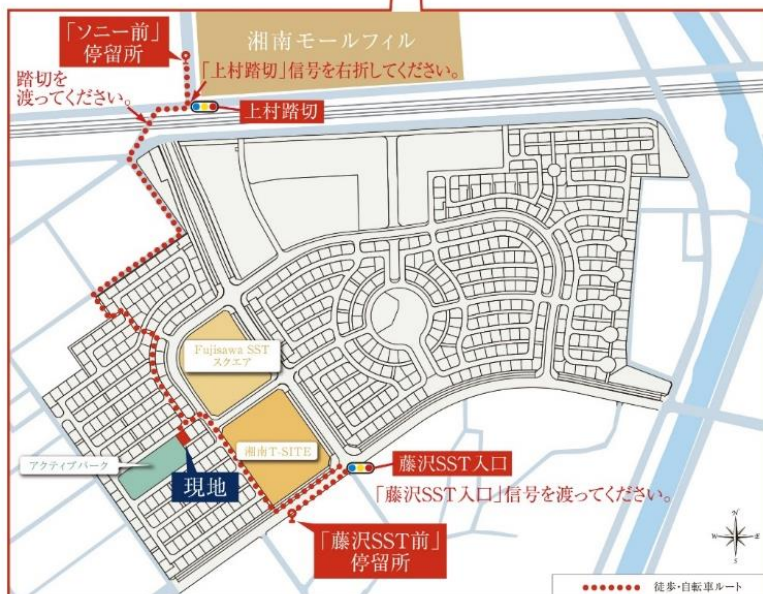 「ソニー前」
停留所
湘南モールフィル
踏切を
渡ってください。
「上村踏切」信号を右折してください。
上村踏切
Fujisawa SST
スクエア
湘南T-SITE
アクティブパーク
現地
藤沢SST入口
「藤沢SST入口」信号を渡ってください。
「藤沢SST前」
停留所
N
W
E
S
徒歩・自転車ルート